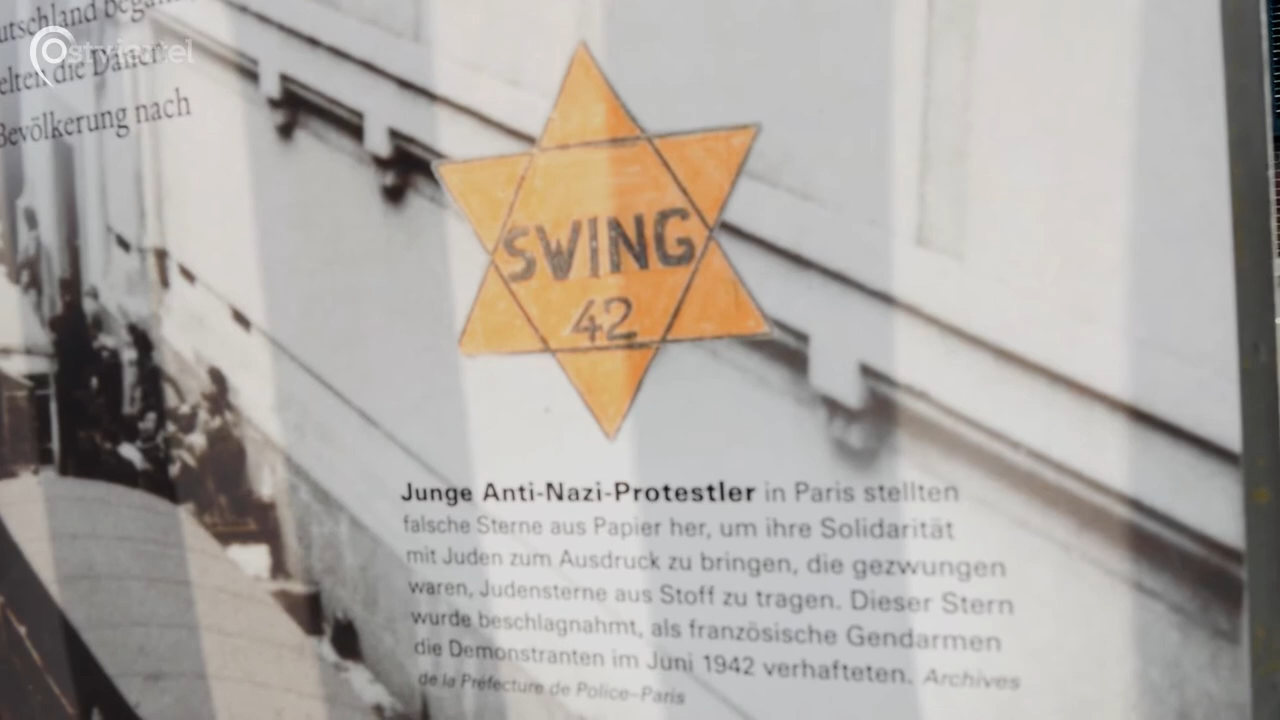 die Däner
Bevölkerung nach
SWING
42
Junge Anti-Nazi-Protestler in Paris stellten
falsche Sterne aus Papier her, um ihre Solidarität
mit Juden zum Ausdruck zu bringen, die gezwungen
waren, Judensterne aus Stoff zu tragen. Dieser Stern
wurde beschlagnahmt, als französische Gendarmen
die Demonstranten im Juni 1942 verhafteten. Archives
de la Préfecture de Police–Paris